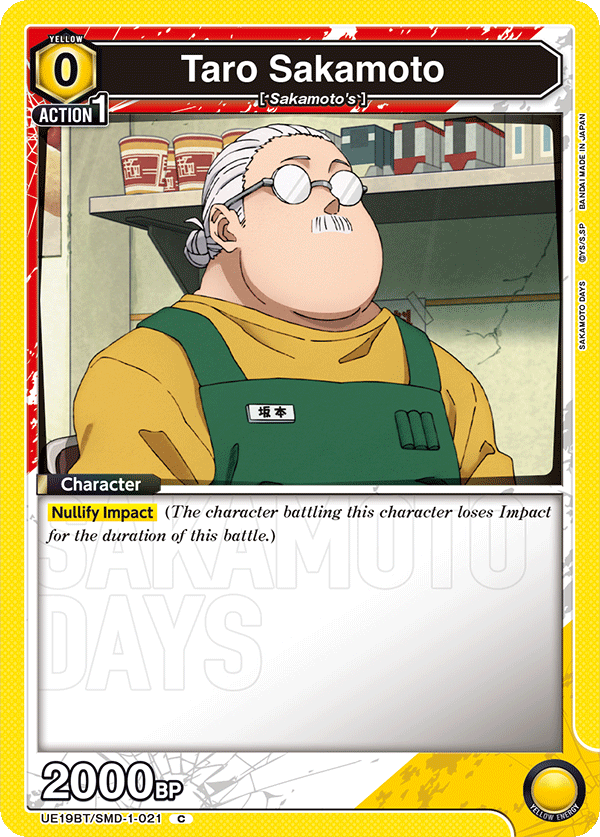 YELLOW
0
ACTION 1
Taro Sakamoto
[Sakamoto's]
BANDAI MADE IN JAPAN
©YS/S,SP
SAKAMOTO DAYS
坂本
Character
Nullify Impact (The character battling this character loses Impact
for the duration of this battle.)
SAKAMOTO
DAYS
2000BP
YELLOW ENERGY
UE19BT/SMD-1-021 C